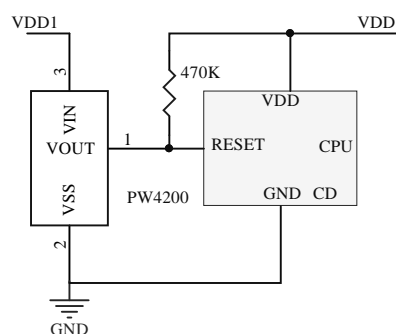 VDD1
VDD
3
VIN
470K
VDD
VOUT
1
RESET
CPU
VSS
PW4200
GND
CD
2
GND